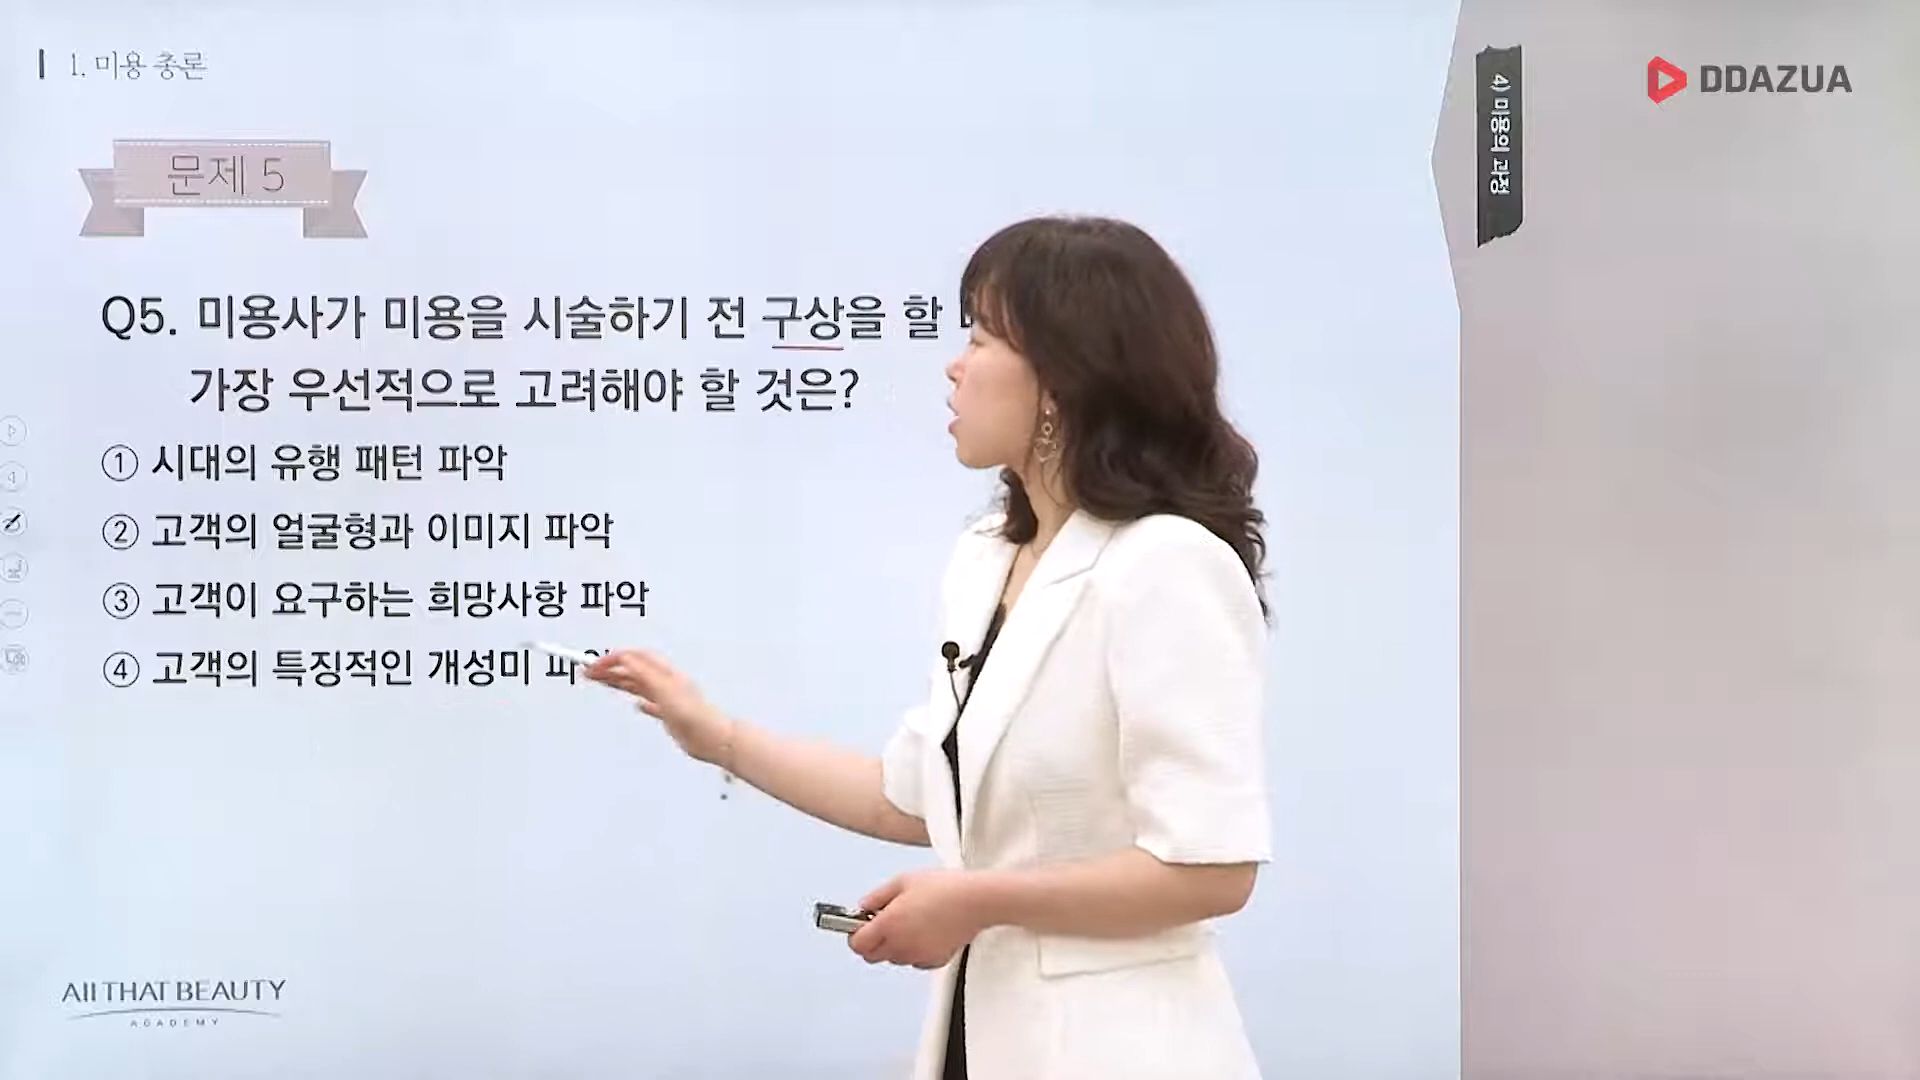 1. 미용 총론
4) 미용의 과정
DDAZUA
문제 5
Q5. 미용사가 미용을 시술하기 전 구상을 할
가장 우선적으로 고려해야 할 것은?
① 시대의 유행 패턴 파악
② 고객의 얼굴형과 이미지 파악
③ 고객이 요구하는 희망사항 파악
④ 고객의 특징적인 개성미
All THAT BEAUTY
ACADEMY